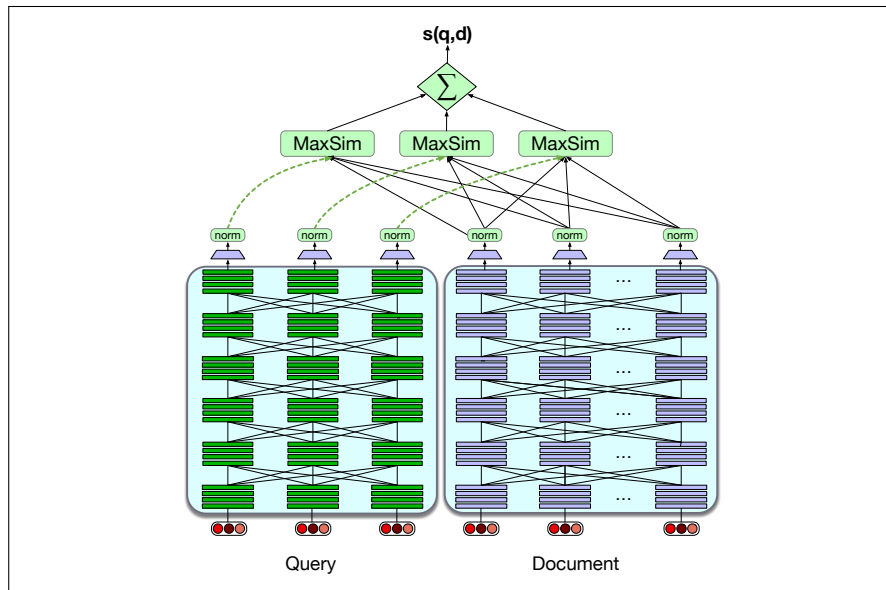 s(q,d)
Σ
MaxSim MaxSim MaxSim
norm norm norm norm norm norm
...
...
...
...
...
...
Query Document